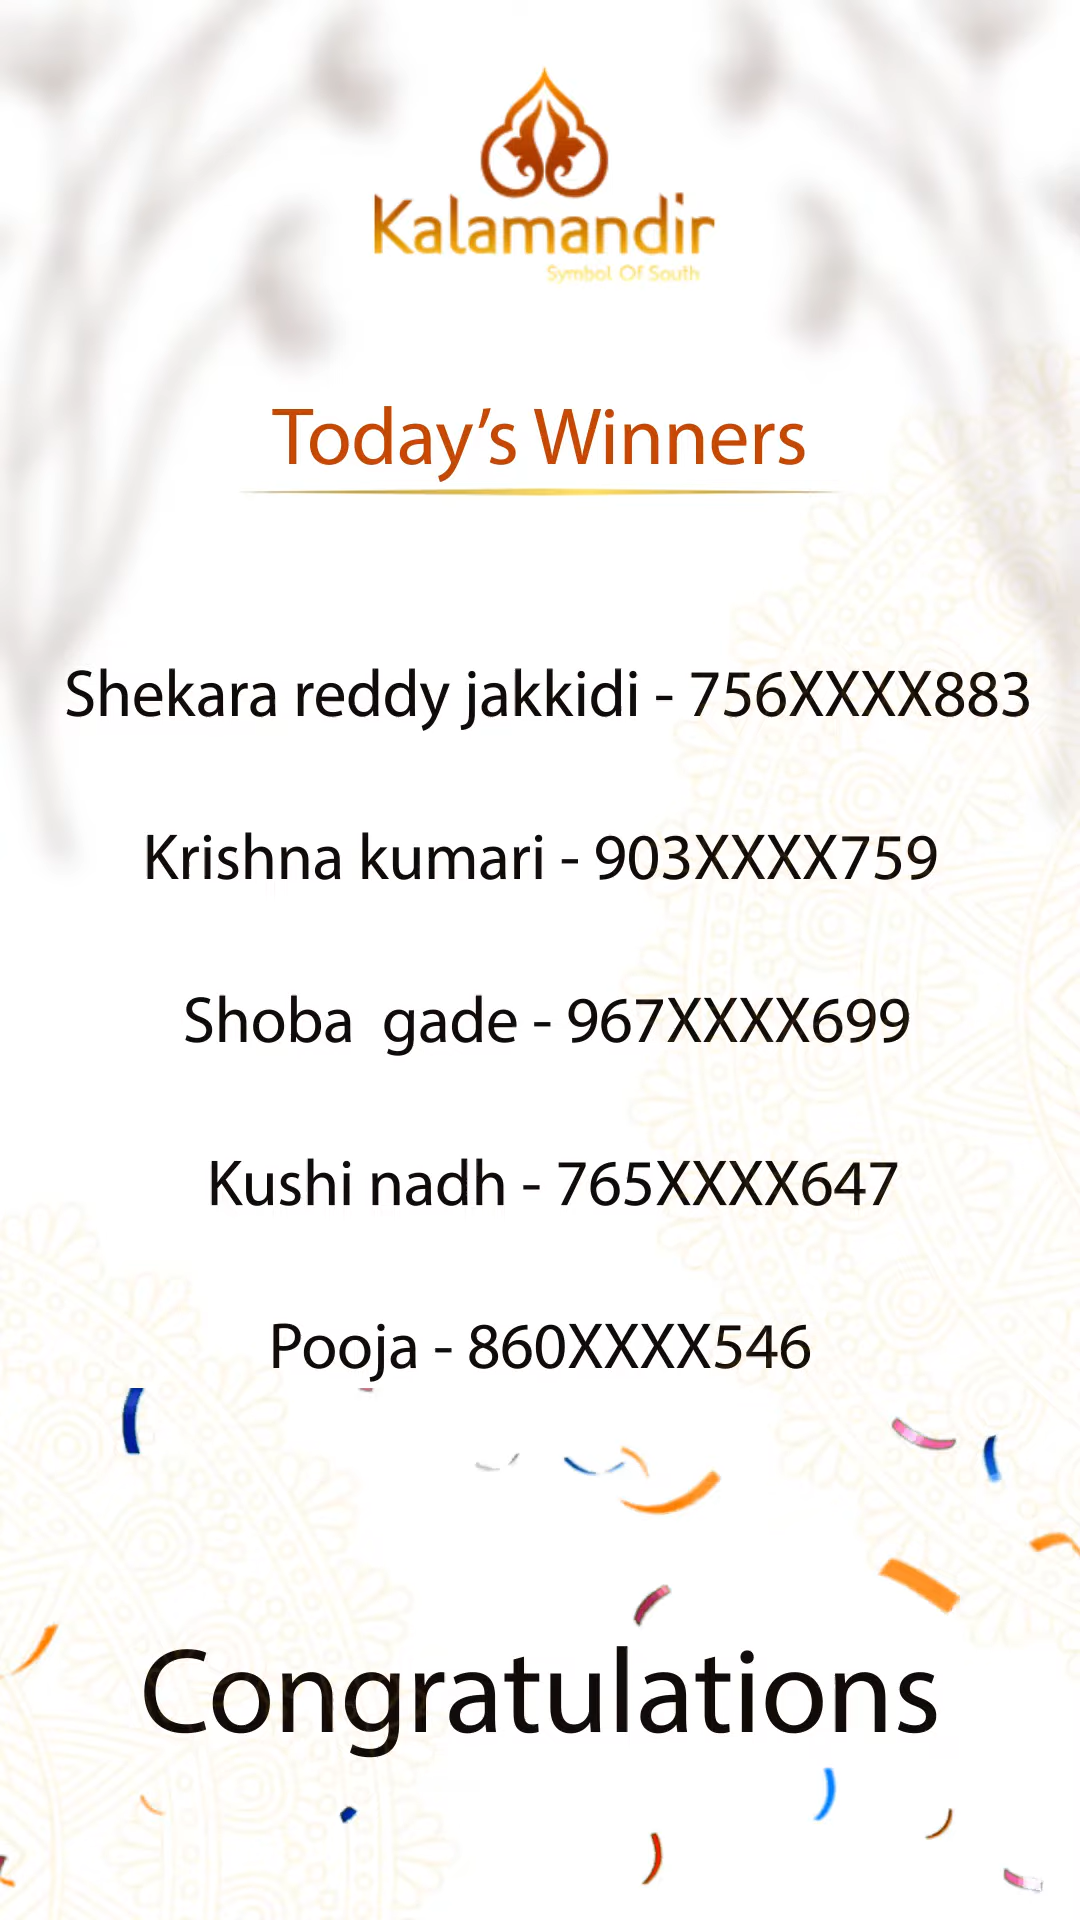 Kalamandir
Symbol Of South
Today’s Winners
Shekara reddy jakkidi - 756XXXX883
Krishna kumari - 903XXXX759
Shoba  gade - 967XXXX699
Kushi nadh - 765XXXX647
Pooja - 860XXXX546
Congratulations